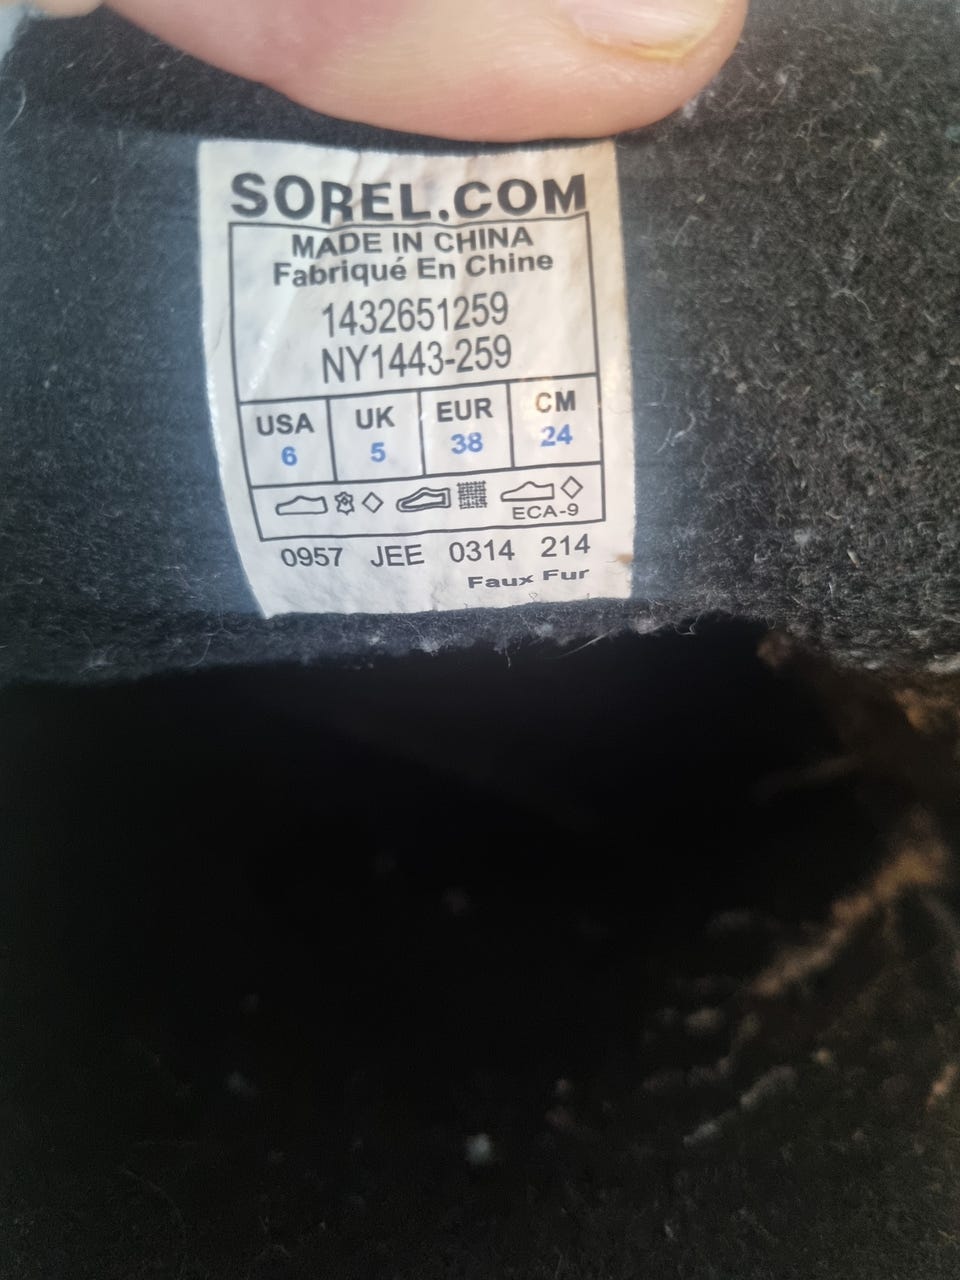 SOREL.COM
MADE IN CHINA
Fabriqué En Chine
1432651259
NY1443-259
USA UK EUR CM
6 5 38 24
ECA-9
0957 JEE 0314 214
Faux Fur